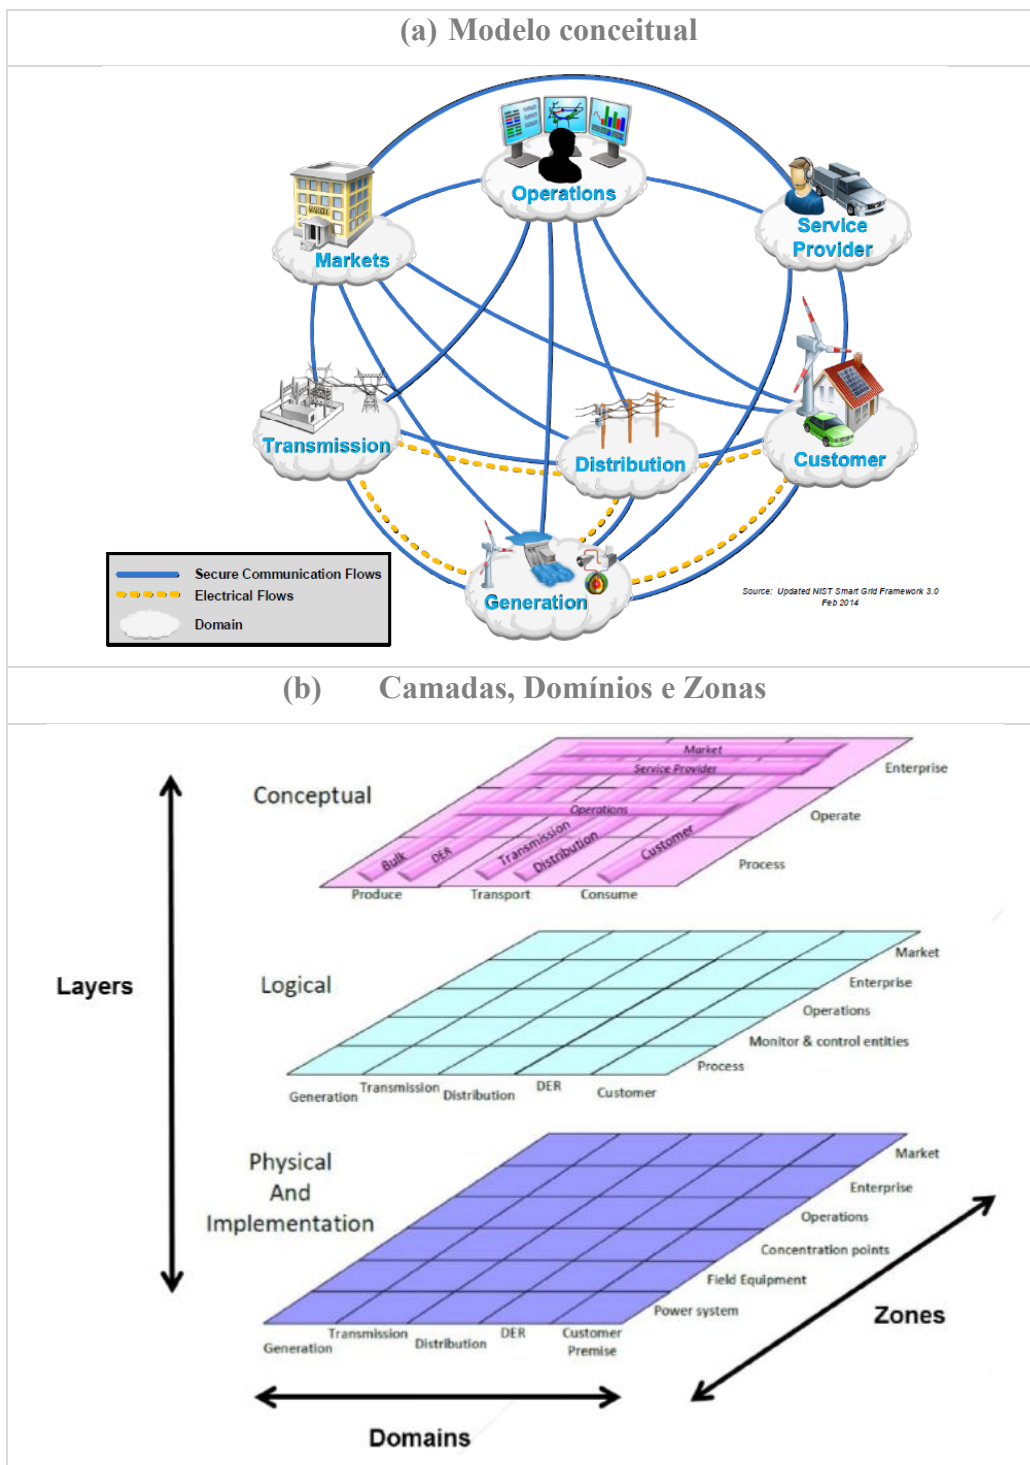 (a) Modelo conceitual
Operations
MARKETS
Markets
Service
Provider
Transmission
Distribution
Customer
Generation
Secure Communication Flows
Electrical Flows
Domain
Source: Updated NIST Smart Grid Framework 3.0
Feb 2014
(b) Camadas, Domínios e Zonas
Layers
Conceptual
Market
Service Provider
Operations
Bulk
DER
Transmission
Distribution
Customer
Enterprise
Operate
Process
Produce
Transport
Consume
Logical
Market
Enterprise
Operations
Monitor & control entities
Process
Generation
Transmission
Distribution
DER
Customer
Physical
And
Implementation
Market
Enterprise
Operations
Concentration points
Field Equipment
Power system
Generation
Transmission
Distribution
DER
Customer
Premise
Zones
Domains